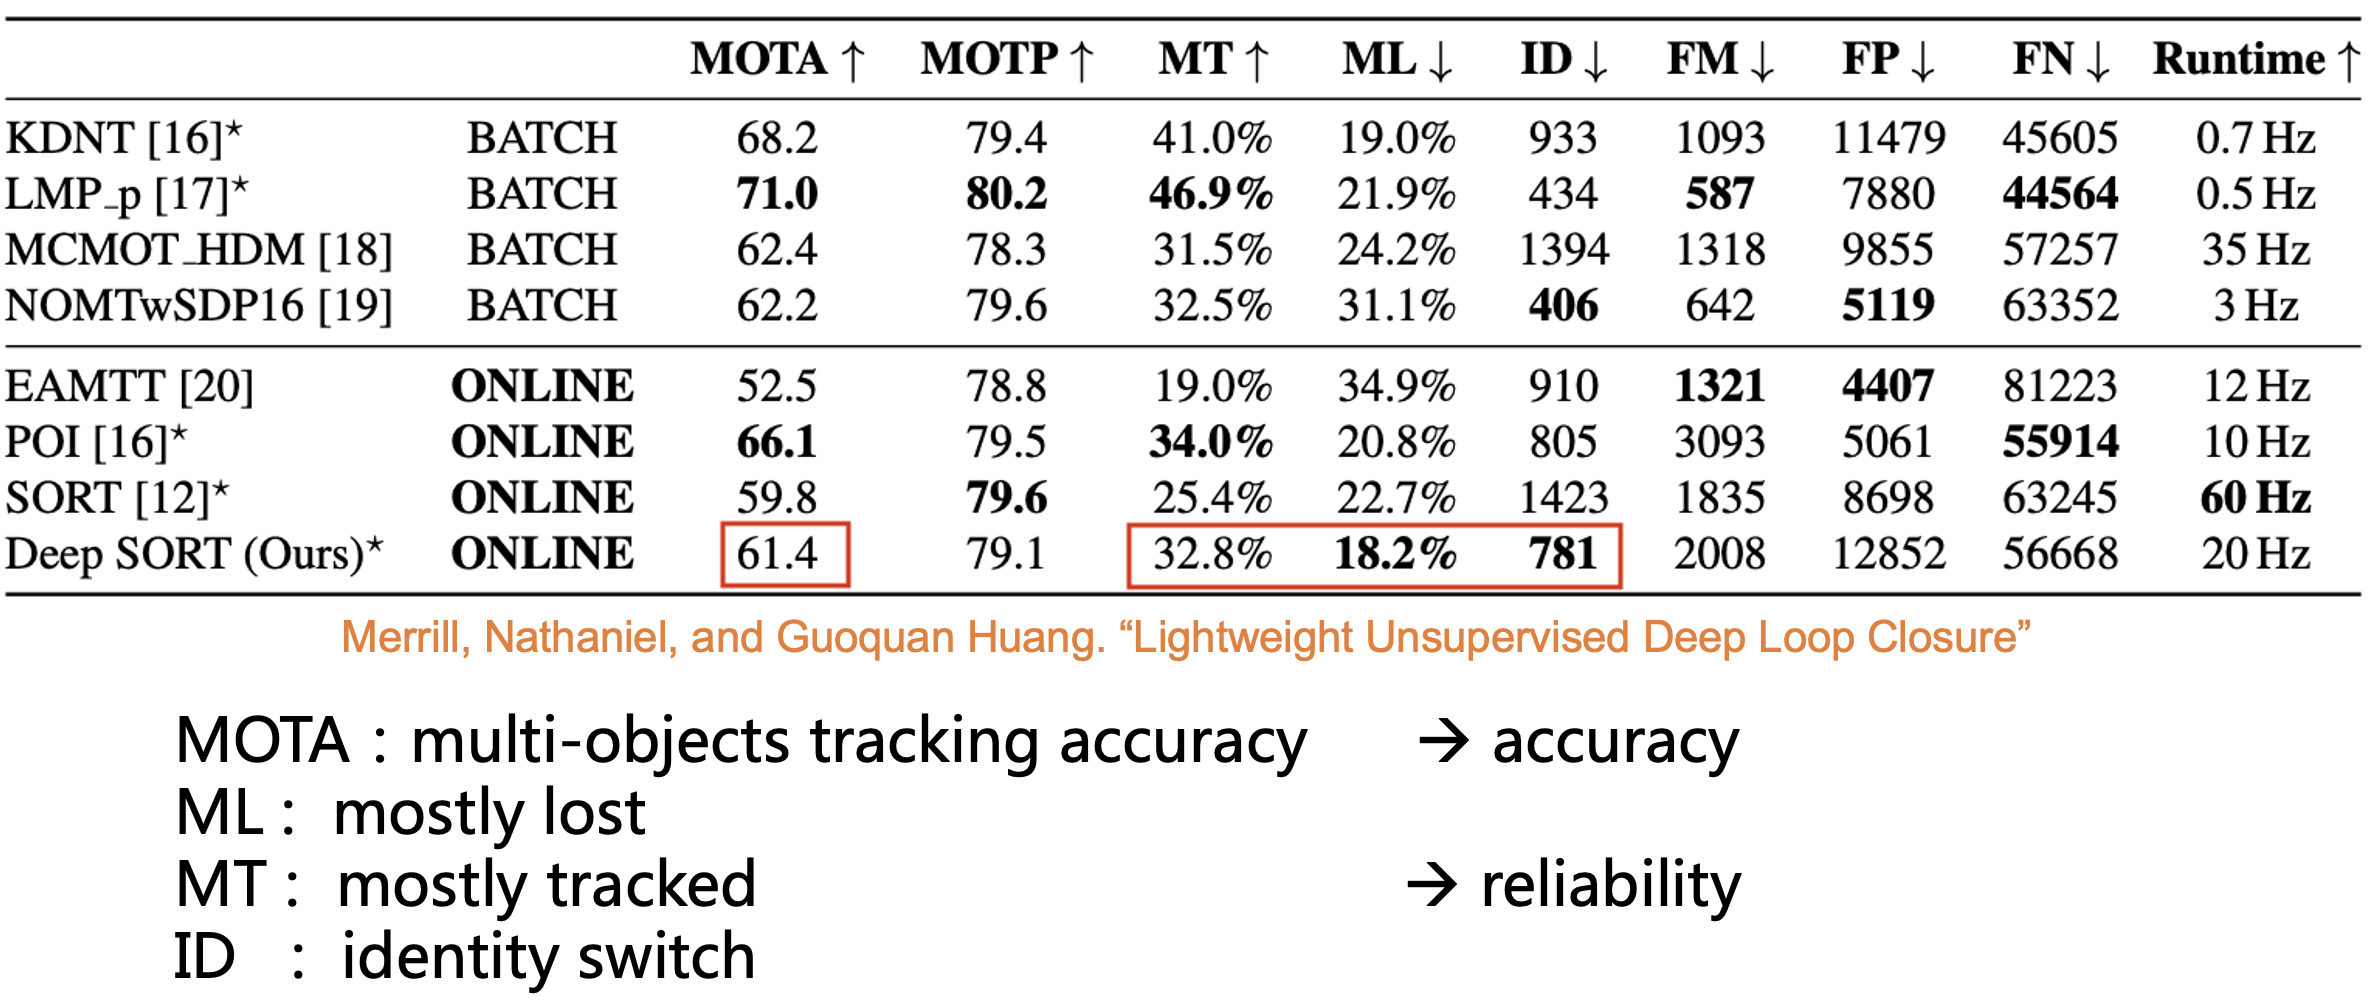 MOTA ↑ MOTP ↑ MT ↑ ML ↓ ID ↓ FM ↓ FP ↓ FN ↓ Runtime ↑
KDNT [16]* BATCH 68.2 79.4 41.0% 19.0% 933 1093 11479 45605 0.7 Hz
LMP_p [17]* BATCH 71.0 80.2 46.9% 21.9% 434 587 7880 44564 0.5 Hz
MCMOT_HDM [18] BATCH 62.4 78.3 31.5% 24.2% 1394 1318 9855 57257 35 Hz
NOMTwSDP16 [19] BATCH 62.2 79.6 32.5% 31.1% 406 642 5119 63352 3 Hz
EAMTT [20] ONLINE 52.5 78.8 19.0% 34.9% 910 1321 4407 81223 12 Hz
POI [16]* ONLINE 66.1 79.5 34.0% 20.8% 805 3093 5061 55914 10 Hz
SORT [12]* ONLINE 59.8 79.6 25.4% 22.7% 1423 1835 8698 63245 60 Hz
Deep SORT (Ours)* ONLINE 61.4 79.1 32.8% 18.2% 781 2008 12852 56668 20 Hz
Merrill, Nathaniel, and Guoquan Huang. “Lightweight Unsupervised Deep Loop Closure”
MOTA : multi-objects tracking accuracy → accuracy
ML : mostly lost
MT : mostly tracked → reliability
ID : identity switch